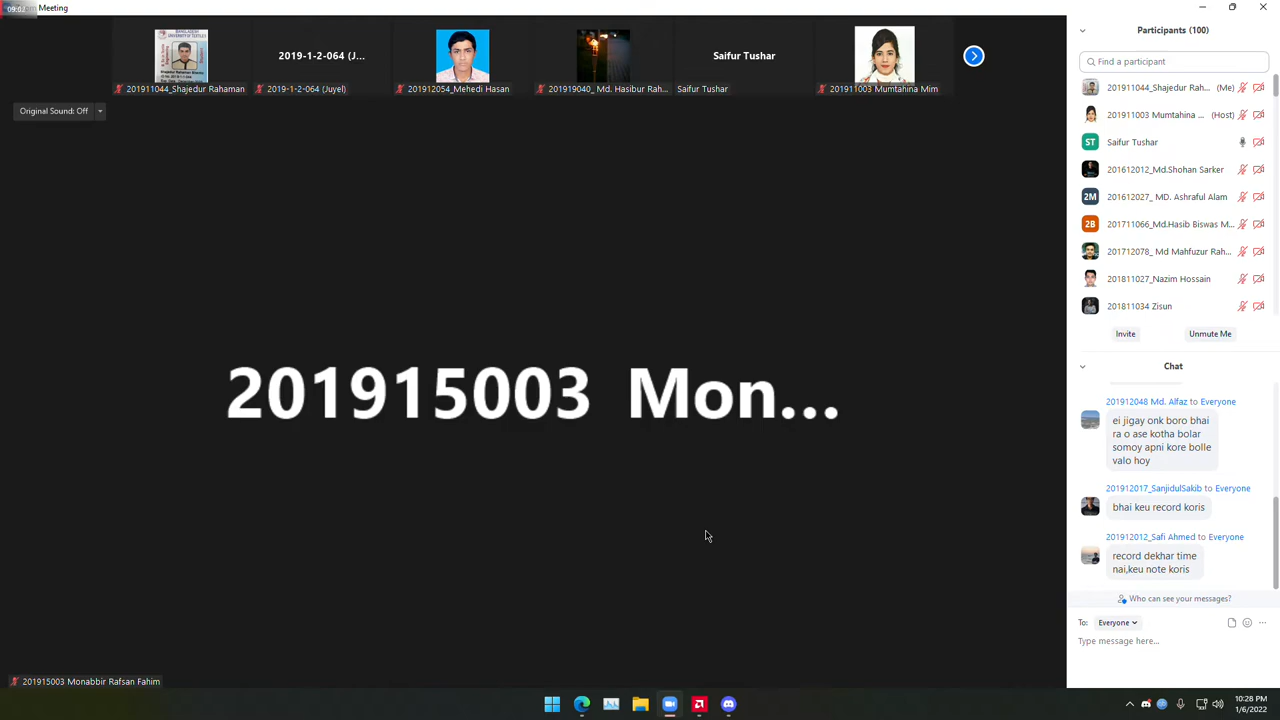 m Meeting
09:02
2019-1-2-064 (J...
Saifur Tushar
201911044_Shajedur Rahaman
2019-1-2-064 (Juyel)
201912054_Mehedi Hasan
201919040_ Md. Hasibur Rah...
Saifur Tushar
201911003 Mumtahina Mim
Original Sound: Off
201915003 Mon...
201915003 Monabbir Rafsan Fahim
Participants (100)
Find a participant
201911044_Shajedur Rah... (Me)
201911003 Mumtahina ... (Host)
ST Saifur Tushar
201612012_Md.Shohan Sarker
2M 201612027_ MD. Ashraful Alam
2B 201711066_Md.Hasib Biswas M...
201712078_ Md Mahfuzur Rah...
201811027_Nazim Hossain
201811034 Zisun
Invite
Unmute Me
Chat
201912048 Md. Alfaz to Everyone
ei jigay onk boro bhai
ra o ase kotha bolar
somoy apni kore bolle
valo hoy
201912017_SanjidulSakib to Everyone
bhai keu record koris
201912012_Safi Ahmed to Everyone
record dekhar time
nai,keu note koris
Who can see your messages?
To: Everyone
Type message here...
10:28 PM
1/6/2022